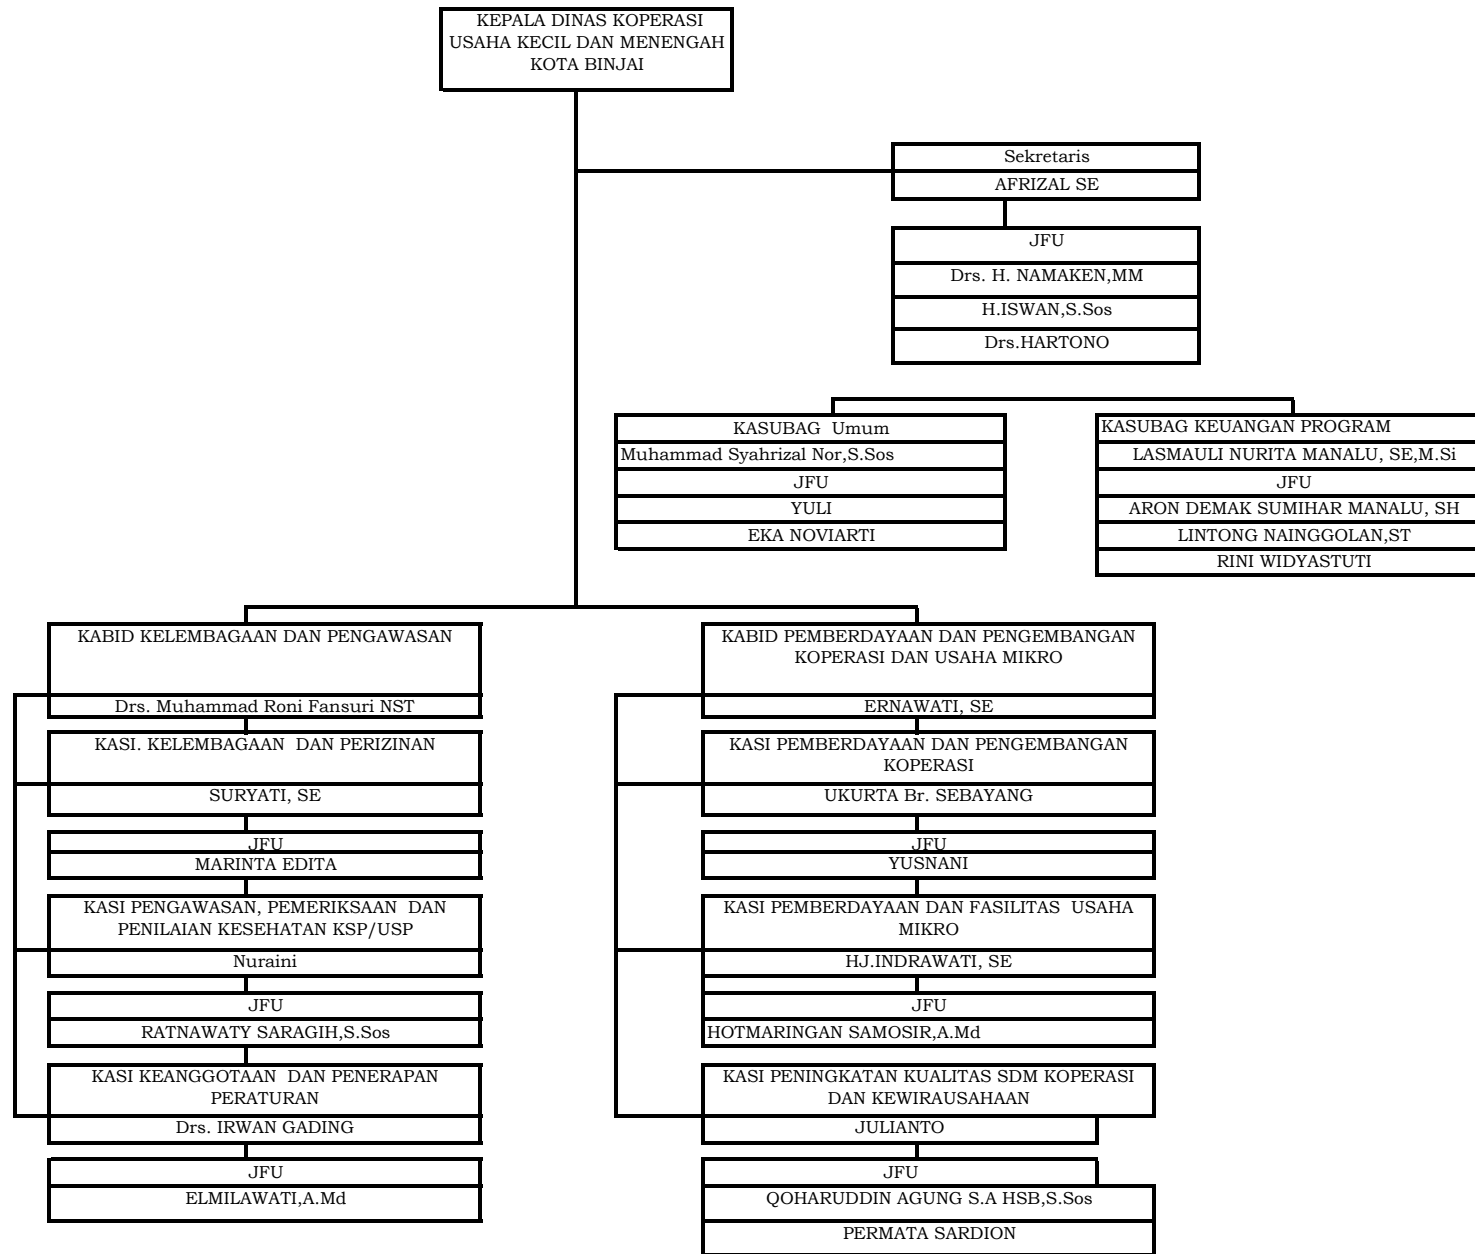 KEPALA DINAS KOPERASI
USAHA KECIL DAN MENENGAH
KOTA BINJAI
Sekretaris
AFRIZAL SE
JFU
Drs. H. NAMAKEN,MM
H.ISWAN,S.Sos
Drs.HARTONO
KASUBAG Umum
Muhammad Syahrizal Nor,S.Sos
JFU
YULI
EKA NOVIARTI
KASUBAG KEUANGAN PROGRAM
LASMAULI NURITA MANALU, SE,M.Si
JFU
ARON DEMAK SUMIHAR MANALU, SH
LINTONG NAINGGOLAN,ST
RINI WIDYASTUTI
KABID KELEMBAGAAN DAN PENGAWASAN
Drs. Muhammad Roni Fansuri NST
KASI. KELEMBAGAAN DAN PERIZINAN
SURYATI, SE
JFU
MARINTA EDITA
KASI PENGAWASAN, PEMERIKSAAN DAN
PENILAIAN KESEHATAN KSP/USP
Nuraini
JFU
RATNAWATY SARAGIH,S.Sos
KASI KEANGGOTAAN DAN PENERAPAN
PERATURAN
Drs. IRWAN GADING
JFU
ELMILAWATI,A.Md
KABID PEMBERDAYAAN DAN PENGEMBANGAN
KOPERASI DAN USAHA MIKRO
ERNAWATI, SE
KASI PEMBERDAYAAN DAN PENGEMBANGAN
KOPERASI
UKURTA Br. SEBAYANG
JFU
YUSNANI
KASI PEMBERDAYAAN DAN FASILITAS USAHA
MIKRO
HJ.INDRAWATI, SE
JFU
HOTMARINGAN SAMOSIR,A.Md
KASI PENINGKATAN KUALITAS SDM KOPERASI
DAN KEWIRAUSAHAAN
JULIANTO
JFU
QOHARUDDIN AGUNG S.A HSB,S.Sos
PERMATA SARDION